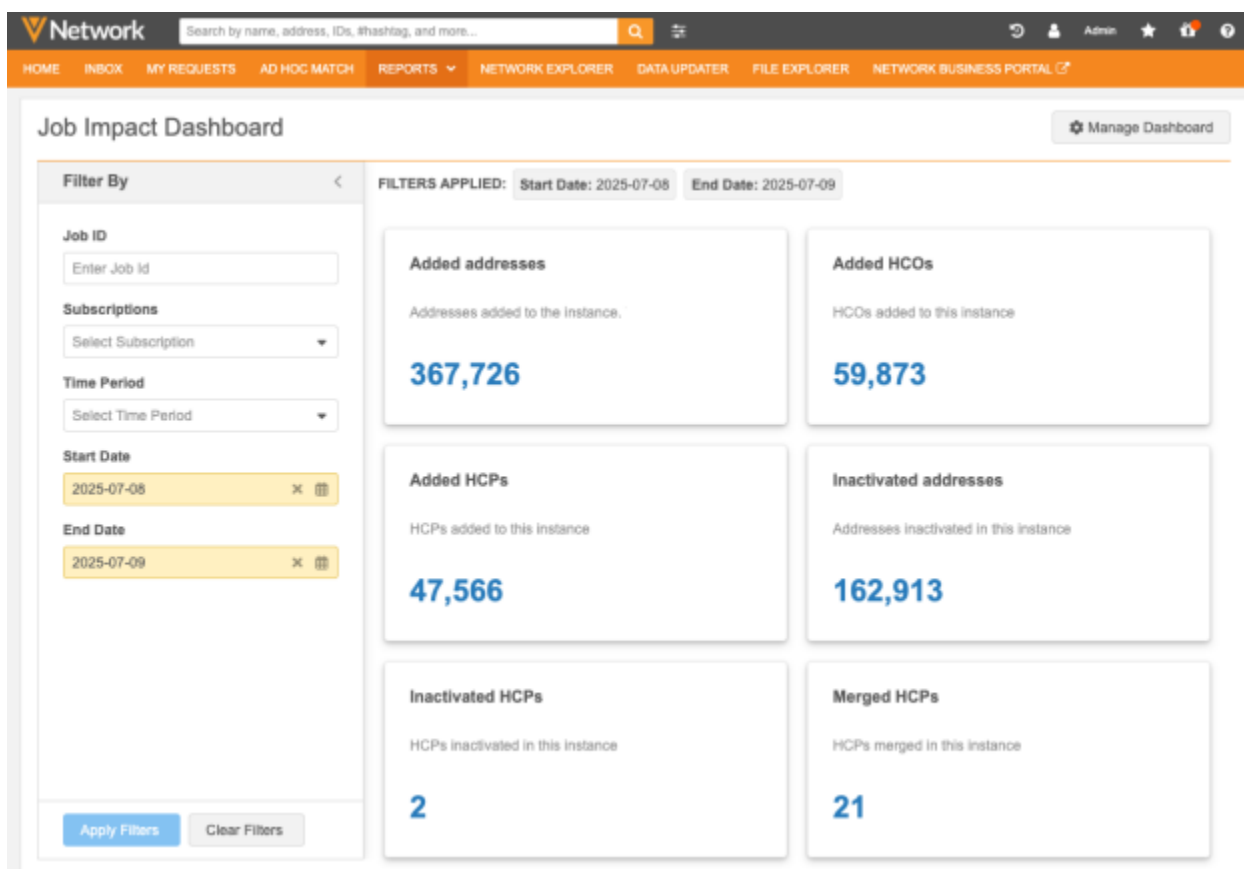 Network Search by name, address, IDs, #hashtag, and more... Admin
HOME INBOX MY REQUESTS AD HOC MATCH REPORTS NETWORK EXPLORER DATA UPDATER FILE EXPLORER NETWORK BUSINESS PORTAL
Job Impact Dashboard Manage Dashboard
Filter By
Job ID
Enter Job Id
Subscriptions
Select Subscription
Time Period
Select Time Period
Start Date
2025-07-08
End Date
2025-07-09
Apply Filters Clear Filters
FILTERS APPLIED: Start Date: 2025-07-08 End Date: 2025-07-09
Added addresses
Addresses added to the instance.
367,726
Added HCOs
HCOs added to this instance
59,873
Added HCPs
HCPs added to this instance
47,566
Inactivated addresses
Addresses inactivated in this instance
162,913
Inactivated HCPs
HCPs inactivated in this instance
2
Merged HCPs
HCPs merged in this instance
21